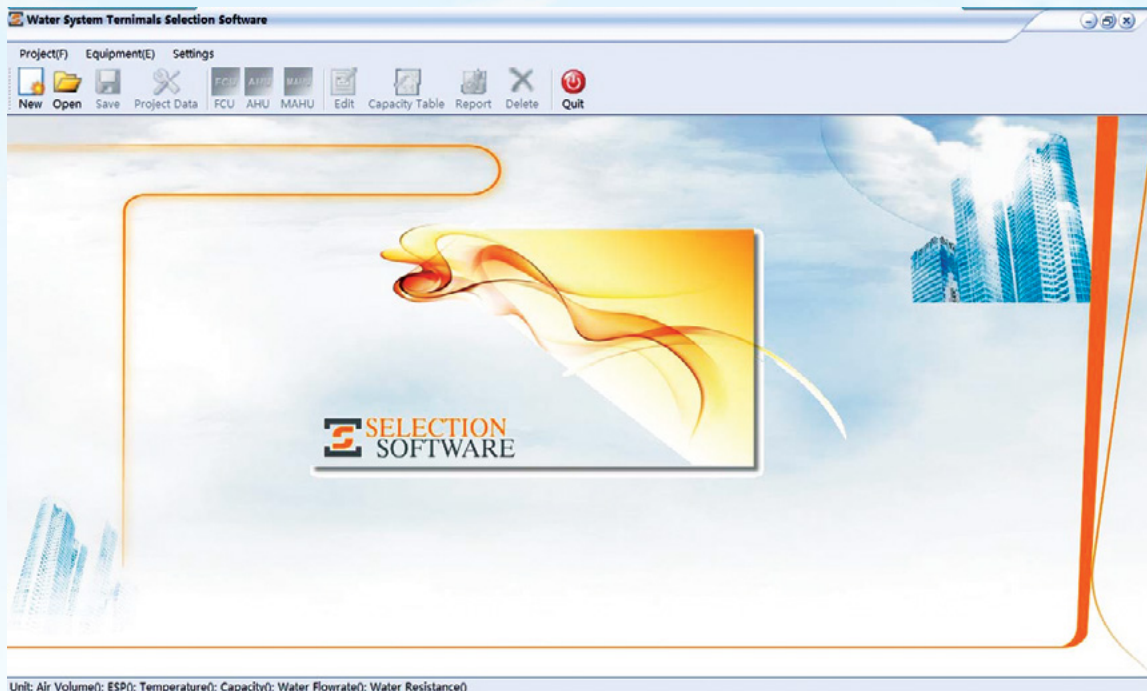 Water System Ternimals Selection Software
Project(F) Equipment(E) Settings
FCU AHU MAHU
New Open Save Project Data FCU AHU MAHU Edit Capacity Table Report Delete Quit
SELECTION
SOFTWARE
Unit: Air Volume(); ESP(); Temperature(); Capacity(); Water Flowrate(); Water Resistance()